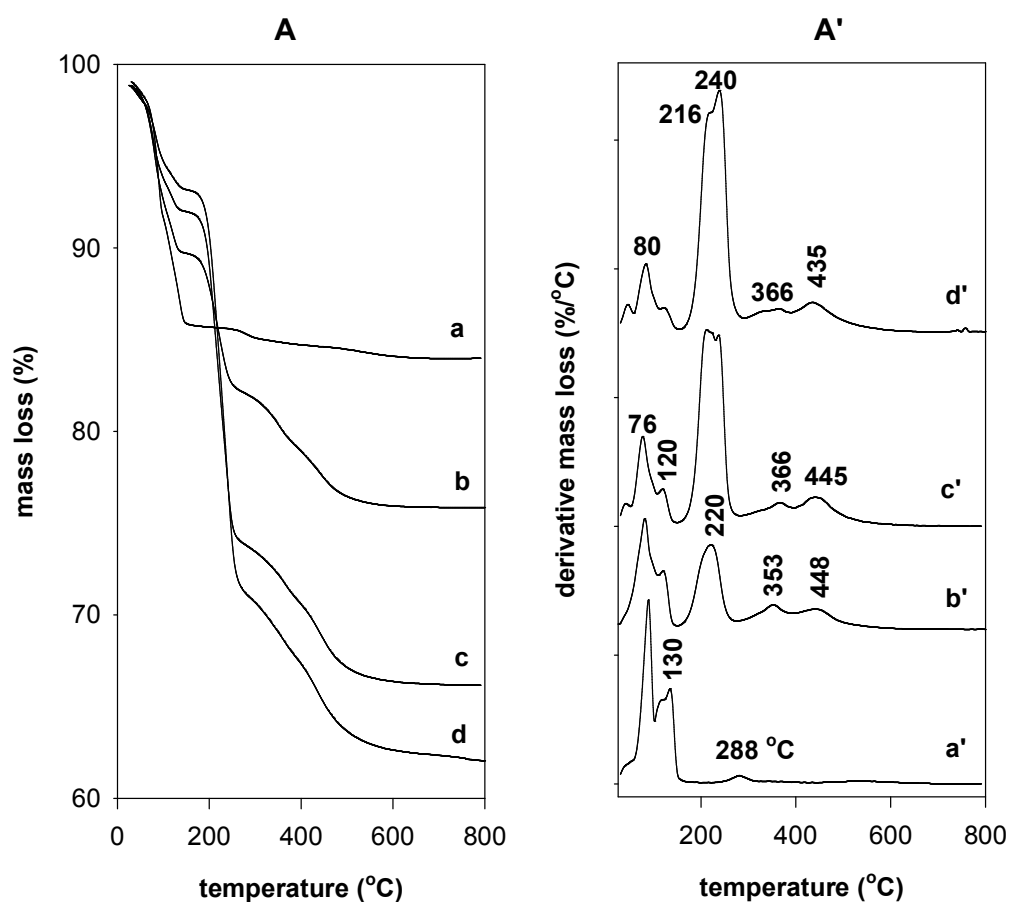 A
100
90
80
70
60
mass loss (%)
a
b
c
d
0
200
400
600
800
temperature (°C)
A'
derivative mass loss (%/°C)
240
216
80
366
435
d'
76
120
366
445
c'
220
353
448
b'
130
288 °C
a'
200
400
600
800
temperature (°C)